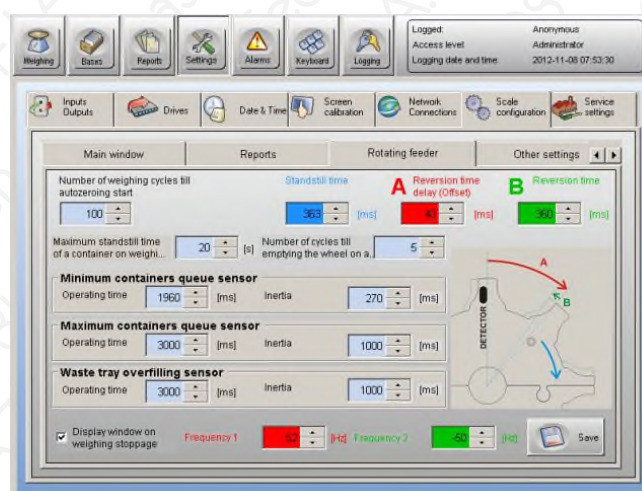 Weighing
Bases
Reports
Settings
Alarms
Keyboard
Logging
Logged: Anonymous
Access level Administrator
Logging date and time: 2012-11-08 07:53:30
Inputs
Outputs
Drives
Date & Time
Screen
calibration
Network
Connections
Scale
configuration
Service
settings
Main window
Reports
Rotating feeder
Other settings
Number of weighing cycles till
autozeroing start
100
Standstill time
363 [ms]
A Reversion time
delay (Offset)
40 [ms]
B Reversion time
360 [ms]
Maximum standstill time
of a container on weighi...
20 [s]
Number of cycles till
emptying the wheel on a..
5
Minimum containers queue sensor
Operating time 1960 [ms] Inertia 270 [ms]
Maximum containers queue sensor
Operating time 3000 [ms] Inertia 1000 [ms]
Waste tray overfilling sensor
Operating time 3000 [ms] Inertia 1000 [ms]
A
B
DETECTOR
Display window on
weighing stoppage
Frequency 1 52 [Hz] Frequency 2 -50 [Hz]
Save